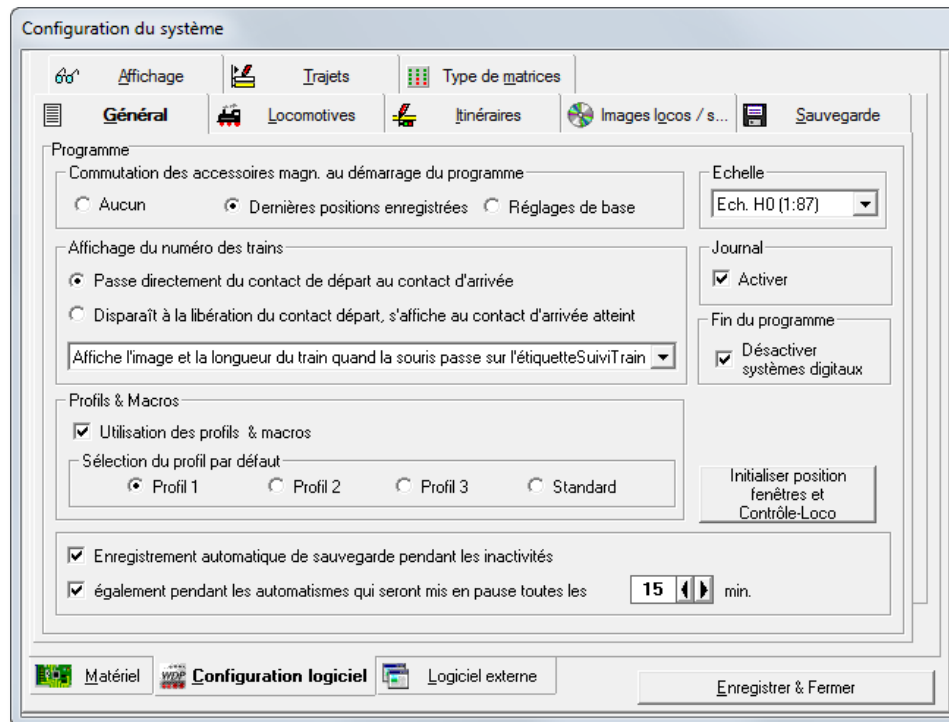 Configuration du système
Affichage
Trajets
Type de matrices
Général
Locomotives
Itinéraires
Images locos / s...
Sauvegarde
Programme
Commutation des accessoires magn. au démarrage du programme
Aucun
Dernières positions enregistrées
Réglages de base
Echelle
Ech. H0 (1:87)
Affichage du numéro des trains
Passe directement du contact de départ au contact d'arrivée
Disparaît à la libération du contact départ, s'affiche au contact d'arrivée atteint
Affiche l'image et la longueur du train quand la souris passe sur l'étiquetteSuiviTrain
Journal
Activer
Fin du programme
Désactiver
systèmes digitaux
Profils & Macros
Utilisation des profils & macros
Sélection du profil par défaut
Profil 1
Profil 2
Profil 3
Standard
Initialiser position
fenêtres et
Contrôle-Loco
Enregistrement automatique de sauvegarde pendant les inactivités
également pendant les automatismes qui seront mis en pause toutes les
15
min.
Matériel
WDP
Configuration logiciel
Logiciel externe
Enregistrer & Fermer